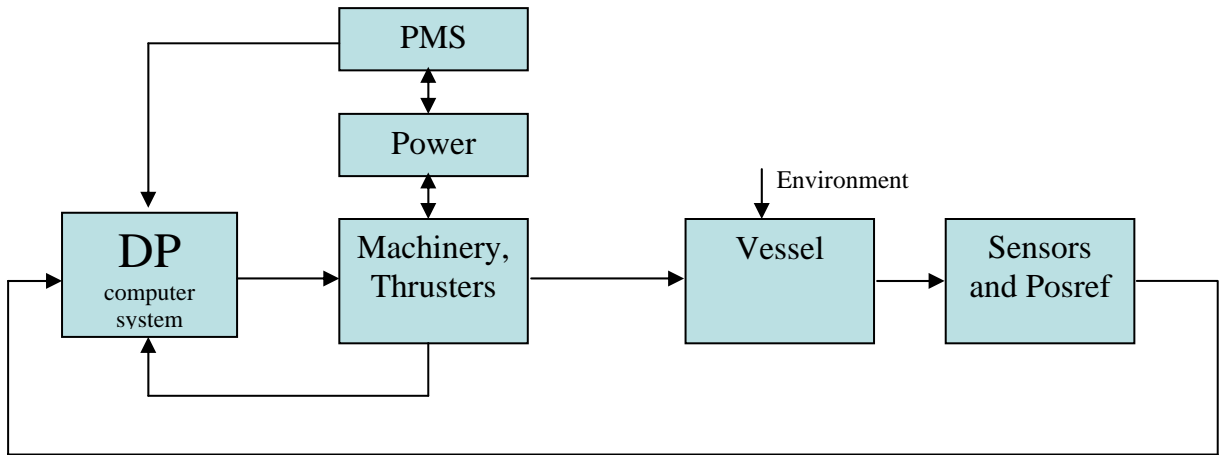 PMS
Power
Environment
DP
computer
system
Machinery,
Thrusters
Vessel
Sensors
and Posref